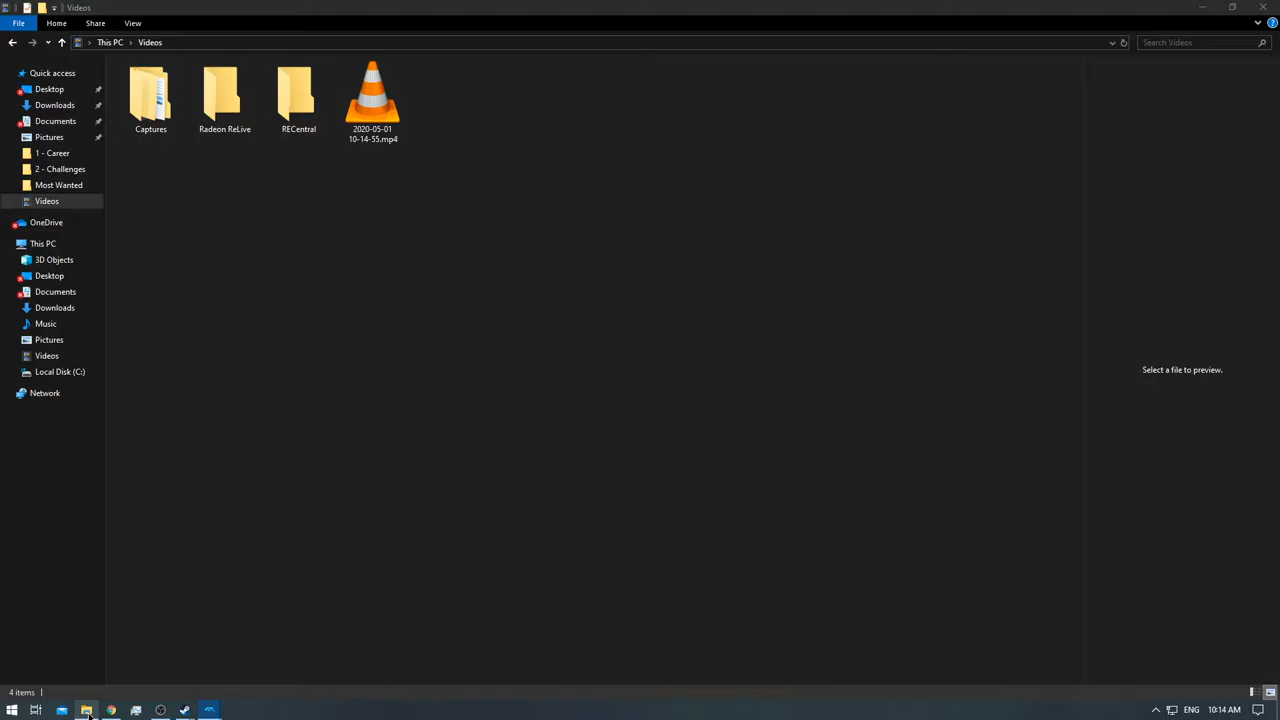 Videos
File Home Share View
This PC Videos Search Videos
Quick access
Desktop
Downloads
Documents
Pictures
1 - Career
2 - Challenges
Most Wanted
Videos
OneDrive
This PC
3D Objects
Desktop
Documents
Downloads
Music
Pictures
Videos
Local Disk (C:)
Network
Captures
Radeon ReLive
RECentral
2020-05-01
10-14-55.mp4
Select a file to preview.
4 items
ENG 10:14 AM